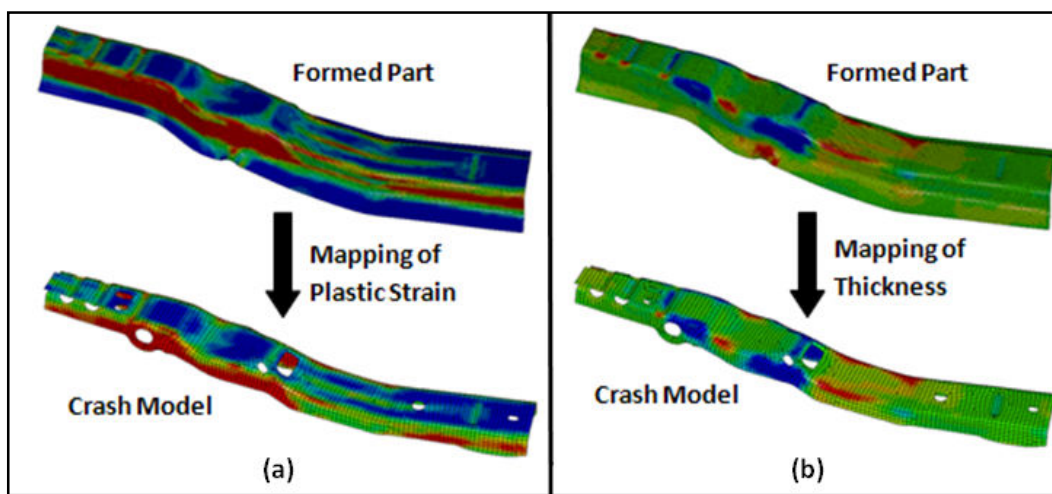 Formed Part
Mapping of
Plastic Strain
Crash Model
(a)
Formed Part
Mapping of
Thickness
Crash Model
(b)